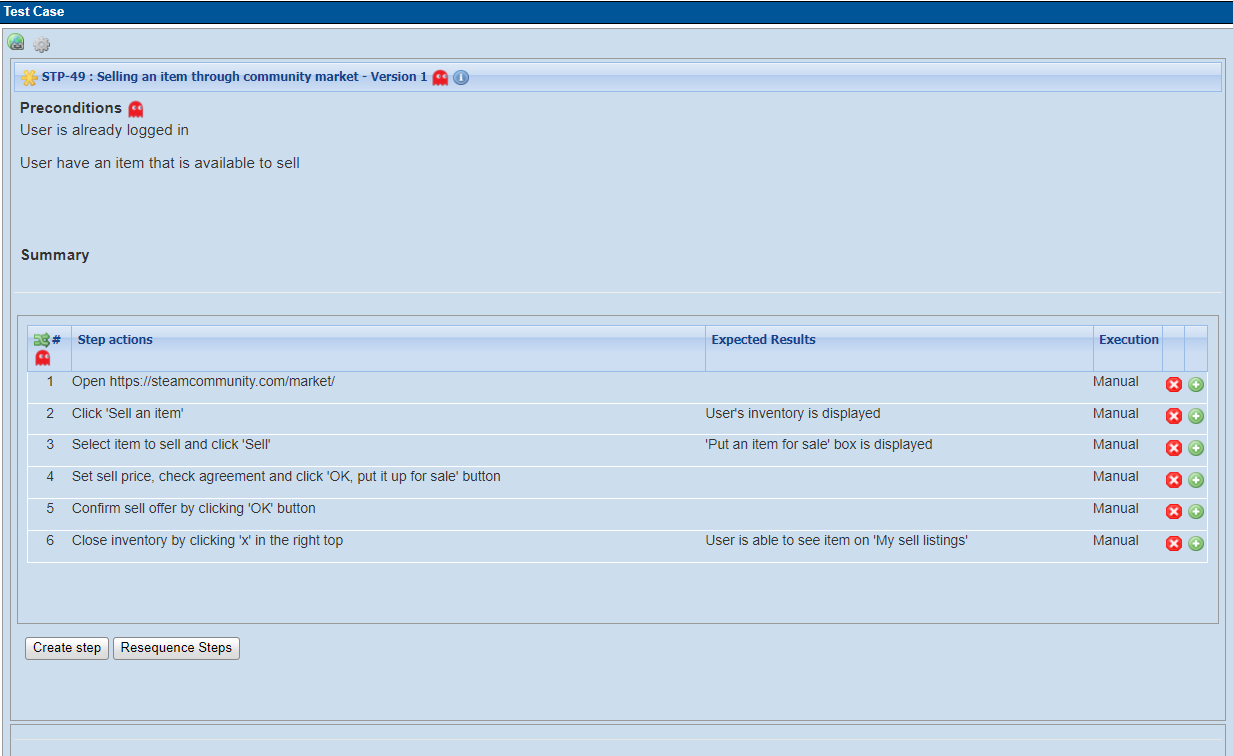 Test Case
STP-49 : Selling an item through community market - Version 1
Preconditions
User is already logged in
User have an item that is available to sell
Summary
# Step actions Expected Results Execution
1 Open https://steamcommunity.com/market/ Manual
2 Click 'Sell an item' User's inventory is displayed Manual
3 Select item to sell and click 'Sell' 'Put an item for sale' box is displayed Manual
4 Set sell price, check agreement and click 'OK, put it up for sale' button Manual
5 Confirm sell offer by clicking 'OK' button Manual
6 Close inventory by clicking 'x' in the right top User is able to see item on 'My sell listings' Manual
Create step Resequence Steps